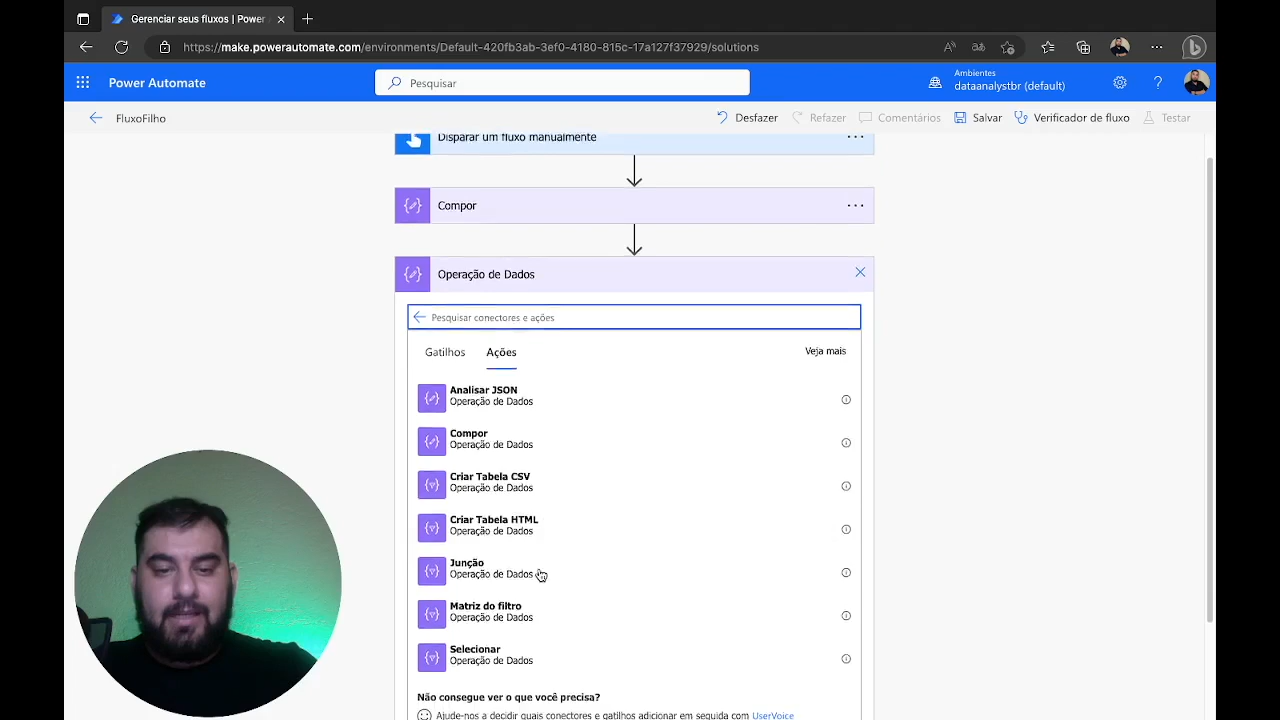 Gerenciar seus fluxos | Power A
https://make.powerautomate.com/environments/Default-420fb3ab-3ef0-4180-815c-17a127f37929/solutions
Power Automate
Pesquisar
Ambientes
dataanalystbr (default)
FluxoFilho
Desfazer
Refazer
Comentários
Salvar
Verificador de fluxo
Testar
Disparar um fluxo manualmente
Compor
Operação de Dados
Pesquisar conectores e ações
Gatilhos
Ações
Veja mais
Analisar JSON
Operação de Dados
Compor
Operação de Dados
Criar Tabela CSV
Operação de Dados
Criar Tabela HTML
Operação de Dados
Junção
Operação de Dados
Matriz do filtro
Operação de Dados
Selecionar
Operação de Dados
Não consegue ver o que você precisa?
Ajude-nos a decidir quais conectores e gatilhos adicionar em seguida com UserVoice